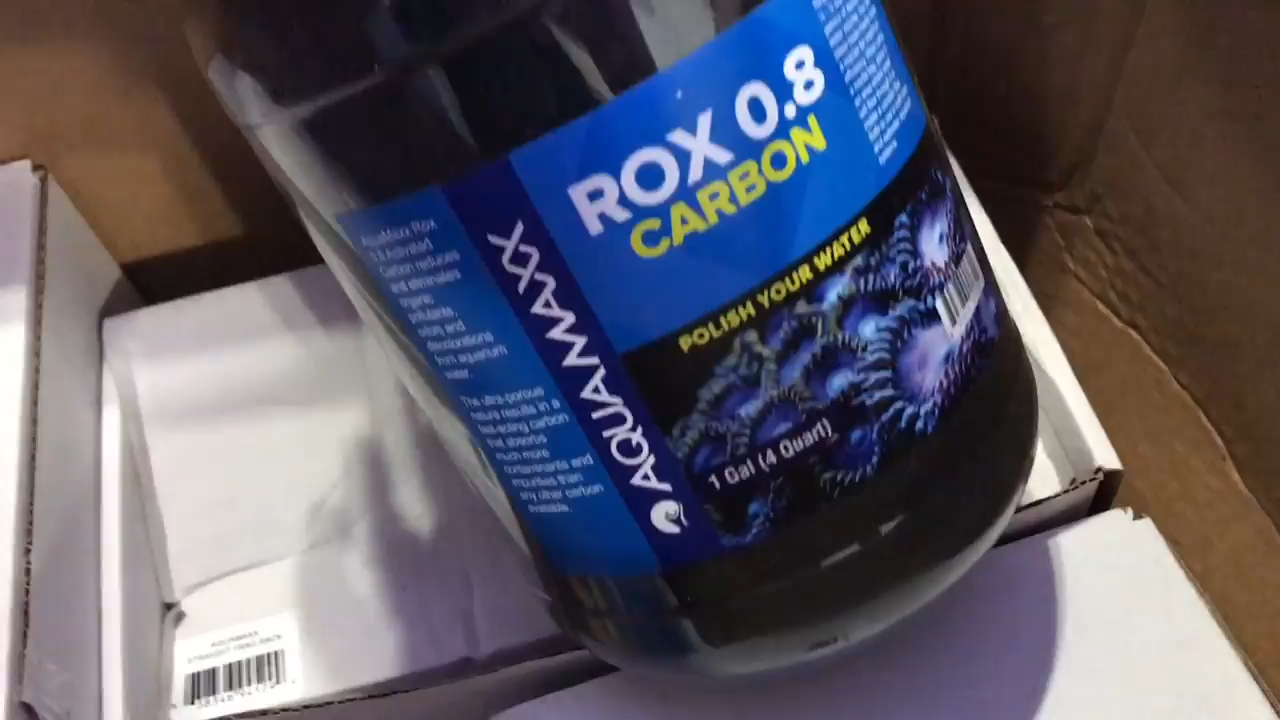 ROX 0.8
CARBON
POLISH YOUR WATER
1 Gal (4 Quart)
AQUAMAXX
AquaMaxx Rox
0.8 Activated
Carbon reduces
and eliminates
organic
pollutants,
odors, and
discolorations
from aquarium
water.
The ultra-porous
nature results in a
fast-acting carbon
that absorbs
much more
contaminants and
impurities than
any other carbon
available.
AQUAMAXX